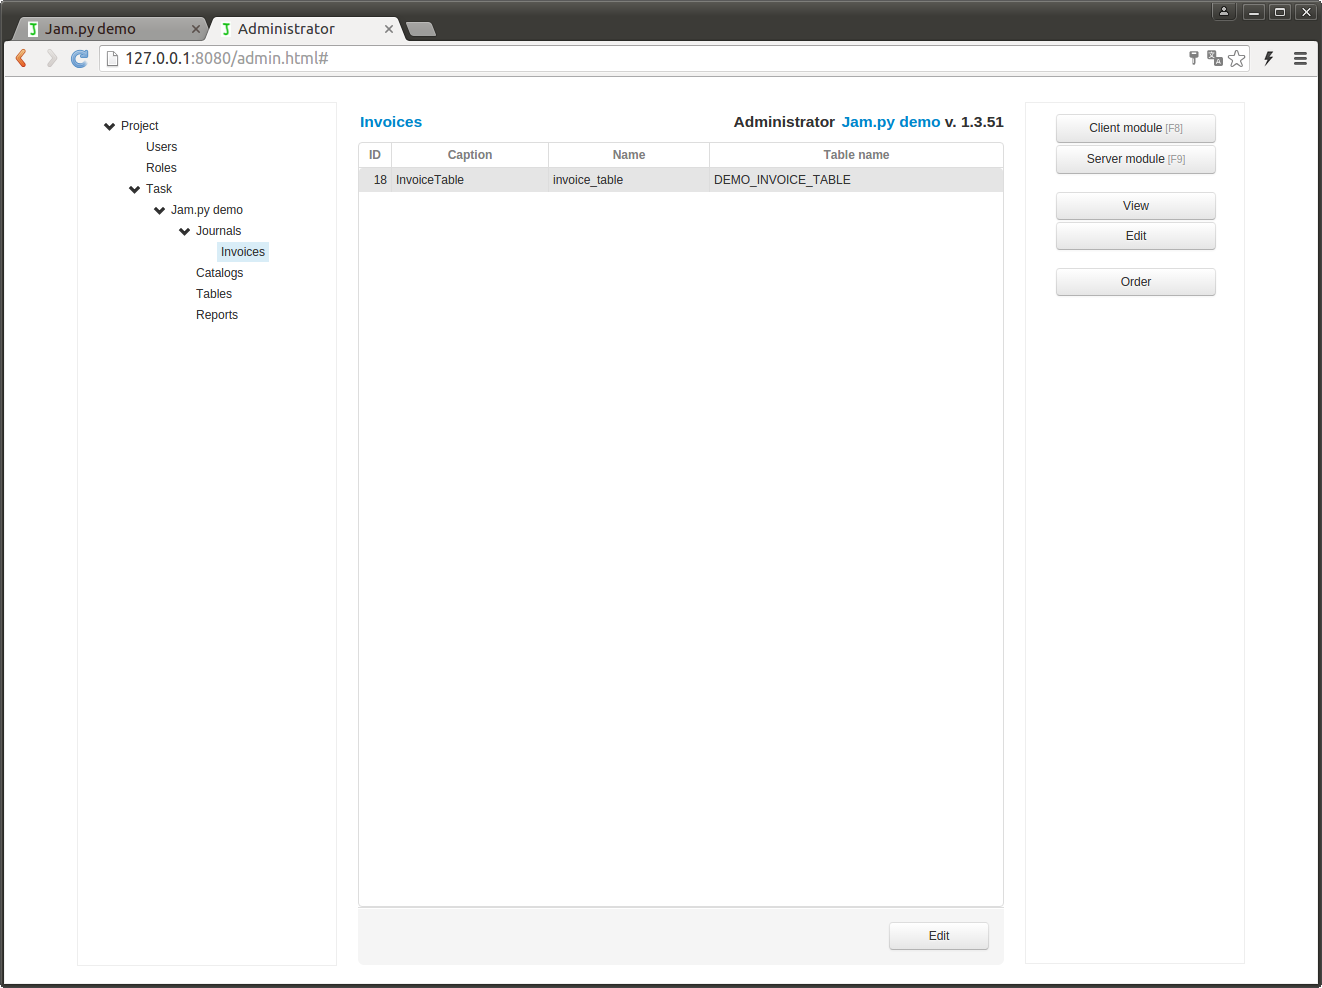 Jam.py demo
Administrator
127.0.0.1:8080/admin.html#
Project
Users
Roles
Task
Jam.py demo
Journals
Invoices
Catalogs
Tables
Reports
Invoices
Administrator Jam.py demo v. 1.3.51
ID Caption Name Table name
18 InvoiceTable invoice_table DEMO_INVOICE_TABLE
Edit
Client module [F8]
Server module [F9]
View
Edit
Order